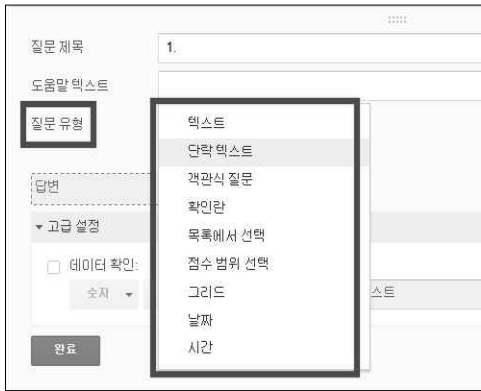 질문 제목
1.
도움말 텍스트
질문 유형
텍스트
단락 텍스트
객관식 질문
확인란
목록에서 선택
점수 범위 선택
그리드
날짜
시간
답변
고급 설정
데이터 확인:
숫자
스트
완료